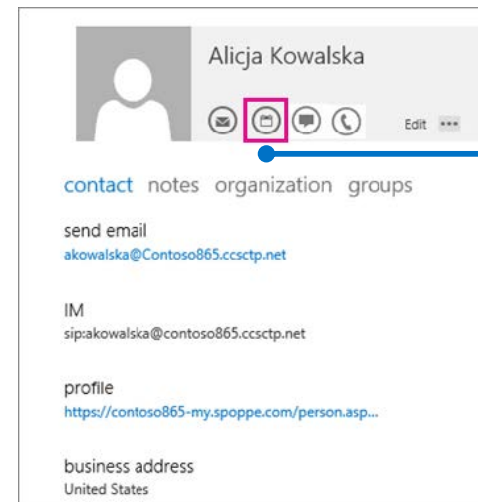 Alicja Kowalska
Edit •••
contact notes organization groups
send email
akowalska@Contoso865.ccsctp.net
IM
sip:akowalska@contoso865.ccsctp.net
profile
https://contoso865-my.spoppe.com/person.asp...
business address
United States